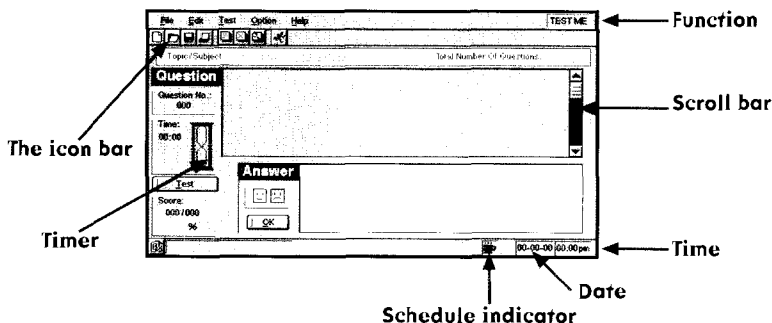 File Edit Test Option Help TEST ME
Function
Topic/Subject Total Number Of Questions
Question
Question No.:
000
Scroll bar
Time:
00:00
The icon bar
Answer
Test
Score:
000/000
OK
Timer
%
00-00-00 00:00pm
Time
Date
Schedule indicator